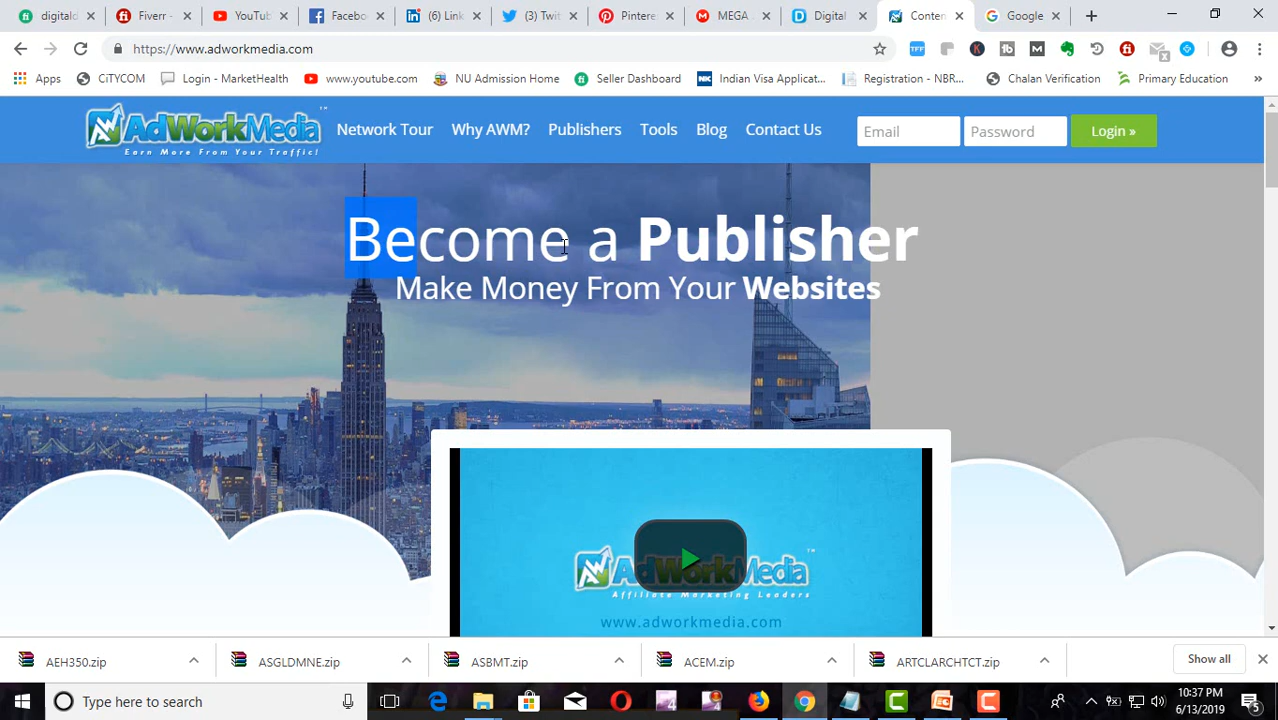 digitald
Fiverr -
YouTub
Facebo
(6) Link
(3) Twit
Pintere
MEGA
Digital
Conten
Google
https://www.adworkmedia.com
Apps
CiTYCOM
Login - MarketHealth
www.youtube.com
NU Admission Home
Seller Dashboard
Indian Visa Applicat...
Registration - NBR...
Chalan Verification
Primary Education
AdWorkMedia™
Earn More From Your Traffic!
Network Tour
Why AWM?
Publishers
Tools
Blog
Contact Us
Email
Password
Login »
Become a Publisher
Make Money From Your Websites
AdWorkMedia™
Affiliate Marketing Leaders
www.adworkmedia.com
AEH350.zip
ASGLDMNE.zip
ASBMT.zip
ACEM.zip
ARTCLARCHTCT.zip
Show all
Type here to search
10:37 PM
6/13/2019
5